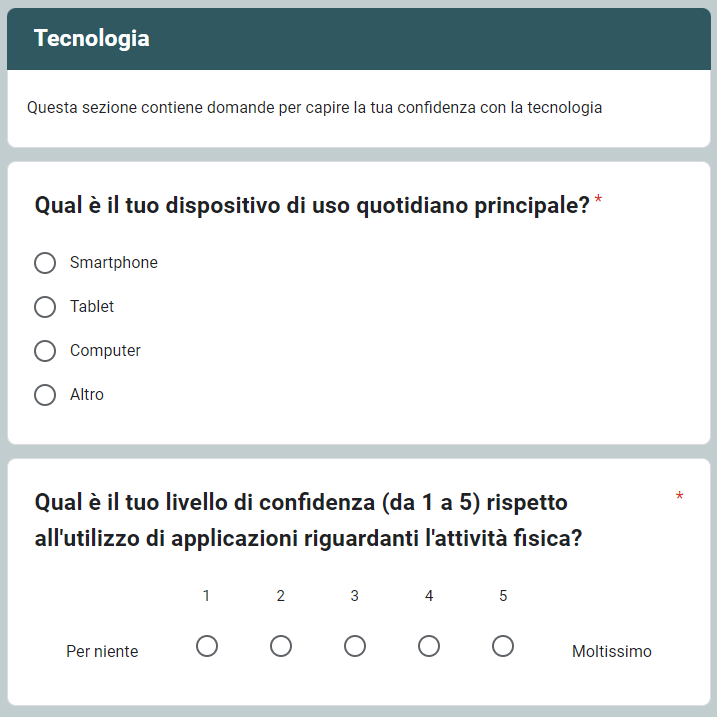 Tecnologia
Questa sezione contiene domande per capire la tua confidenza con la tecnologia
Qual è il tuo dispositivo di uso quotidiano principale? *
Smartphone
Tablet
Computer
Altro
Qual è il tuo livello di confidenza (da 1 a 5) rispetto *
all'utilizzo di applicazioni riguardanti l'attività fisica?
1 2 3 4 5
Per niente Moltissimo